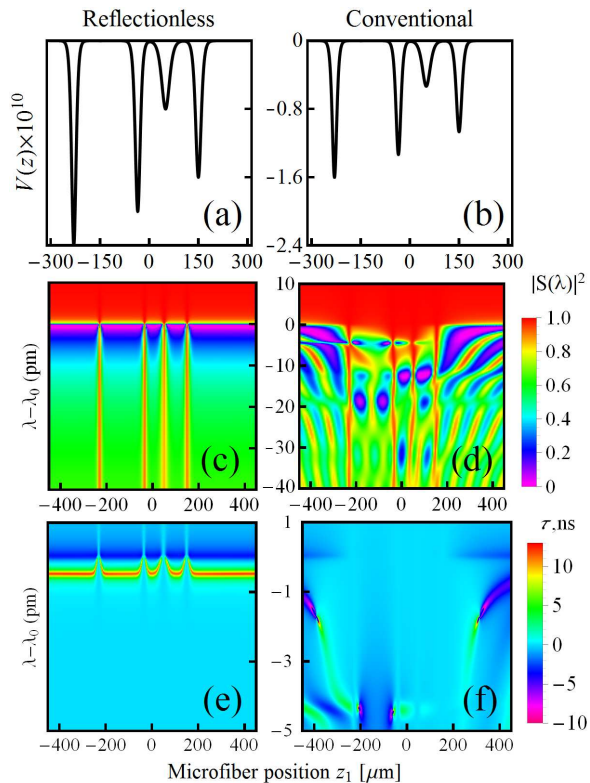 Reflectionless Conventional
V(z)×10¹⁰
0
-0.8
-1.6
-2.4
(a) (b)
-300 -150 0 150 300 -300 -150 0 150 300
|S(λ)|²
λ−λ₀ (pm)
10
0
-10
-20
-30
-40
(c) (d)
1.0
0.8
0.6
0.4
0.2
0
-400 -200 0 200 400 -400 -200 0 200 400
τ,ns
λ−λ₀ (pm)
1
-1
-3
-5
(e) (f)
10
5
0
−5
−10
−400 −200 0 200 400 −400 −200 0 200 400
Microfiber position z₁ [μm]